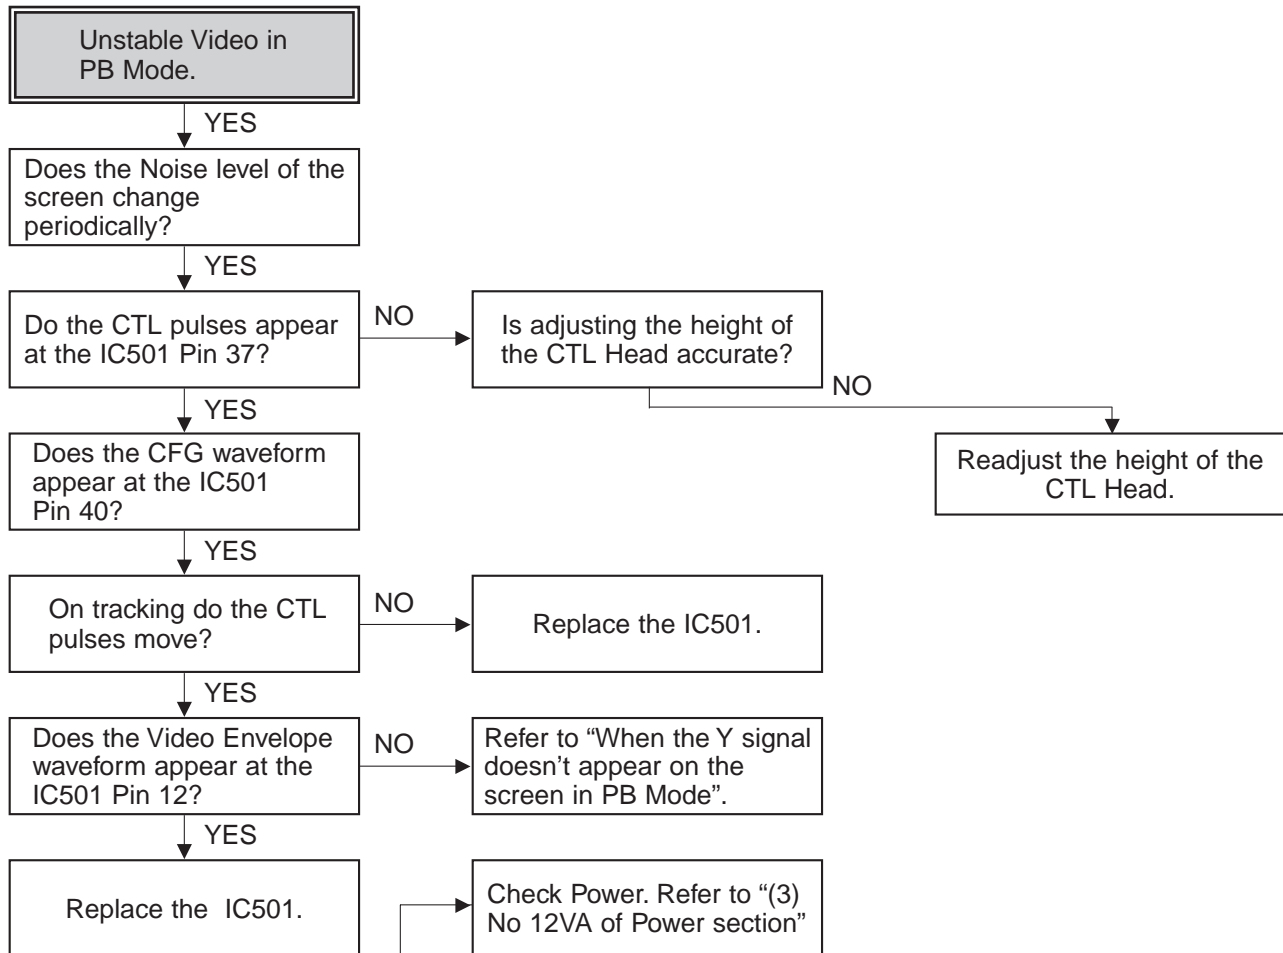 Unstable Video in
PB Mode.
YES
Does the Noise level of the
screen change
periodically?
YES
Do the CTL pulses appear
at the IC501 Pin 37?
NO
Is adjusting the height of
the CTL Head accurate?
NO
Readjust the height of the
CTL Head.
YES
Does the CFG waveform
appear at the IC501
Pin 40?
YES
On tracking do the CTL
pulses move?
NO
Replace the IC501.
YES
Does the Video Envelope
waveform appear at the
IC501 Pin 12?
NO
Refer to “When the Y signal
doesn’t appear on the
screen in PB Mode”.
YES
Replace the IC501.
Check Power. Refer to “(3)
No 12VA of Power section”